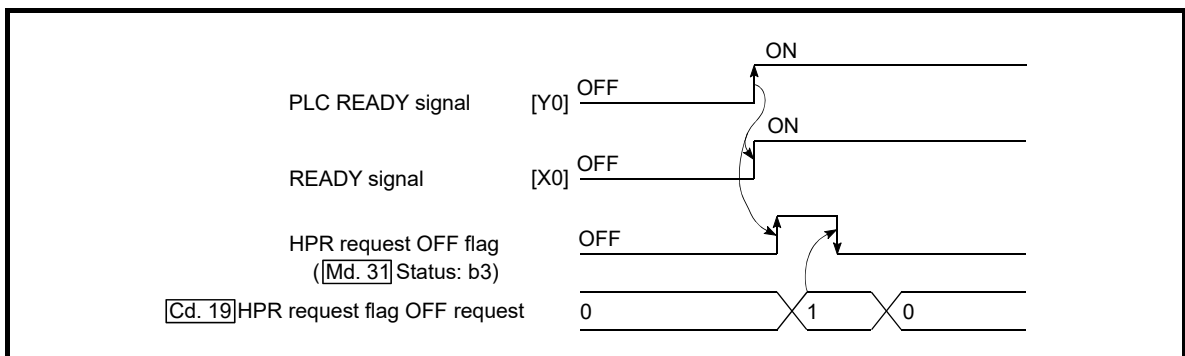 ON
PLC READY signal [Y0] OFF
ON
READY signal [X0] OFF
HPR request OFF flag OFF
(Md. 31 Status: b3)
Cd. 19 HPR request flag OFF request 0 1 0